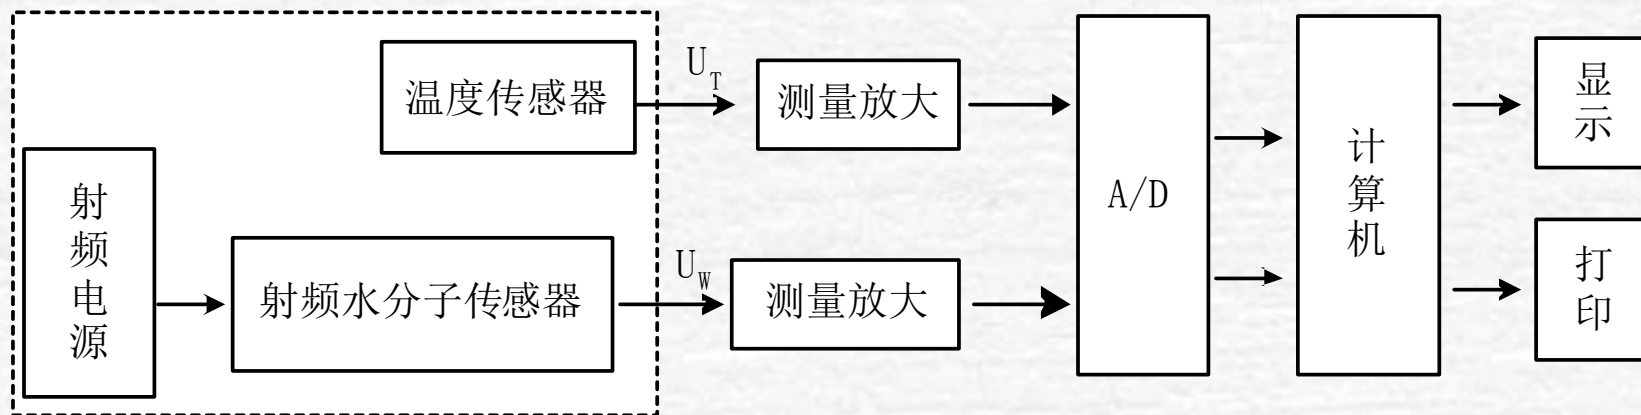 温度传感器
U_T
测量放大
A/D
计算机
显示
打印
射频电源
射频水分子传感器
U_W
测量放大